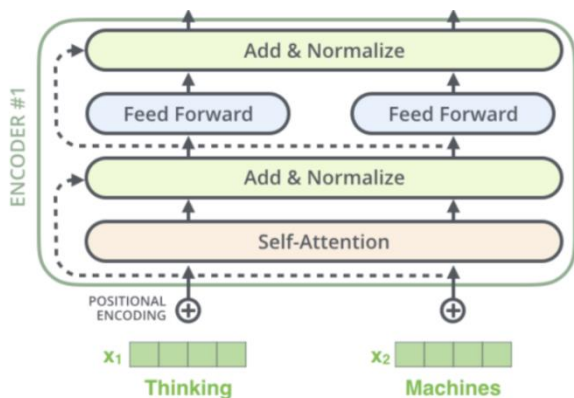 ENCODER #1
Add & Normalize
Feed Forward
Feed Forward
Add & Normalize
Self-Attention
POSITIONAL
ENCODING
x₁
x₂
Thinking
Machines